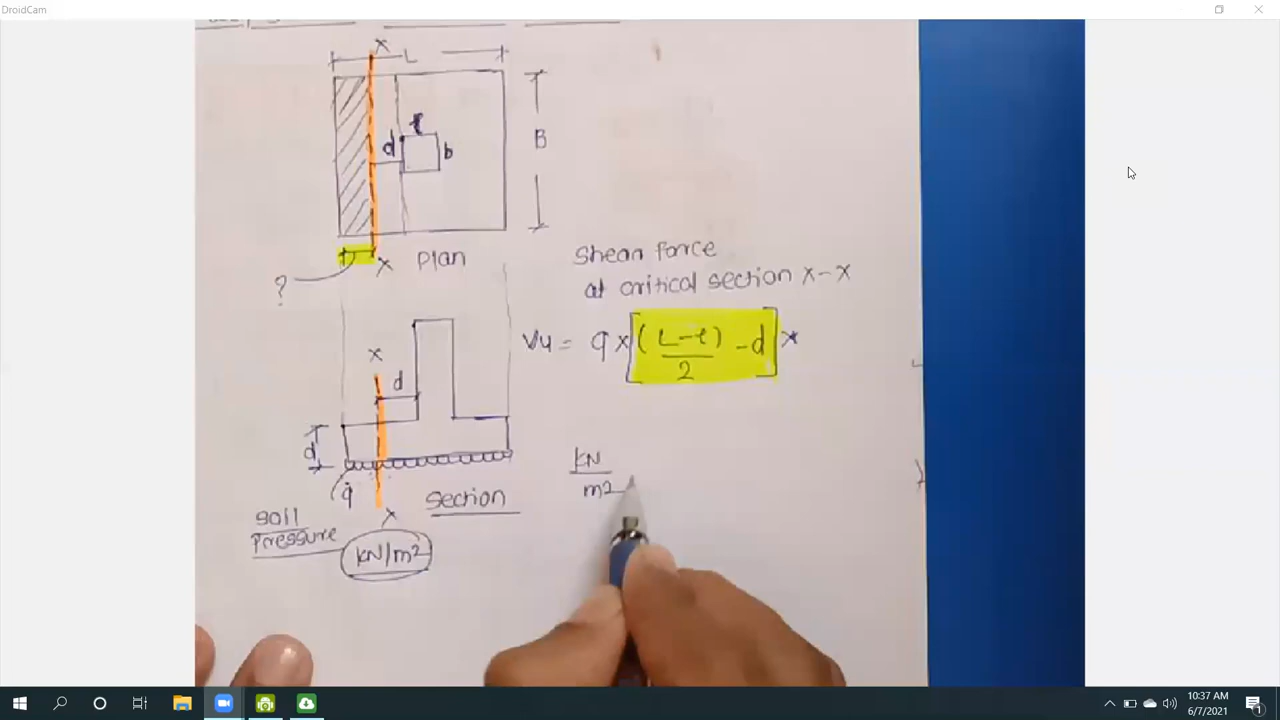 DroidCam
x
L
B
l
d
b
x
Plan
?
Shear force
at critical section x-x
Vu = q x [(L-l)/2 - d] x
x
d
d
q
x
Section
kN
m2
soil
Pressure
kN/m2
10:37 AM
6/7/2021
1